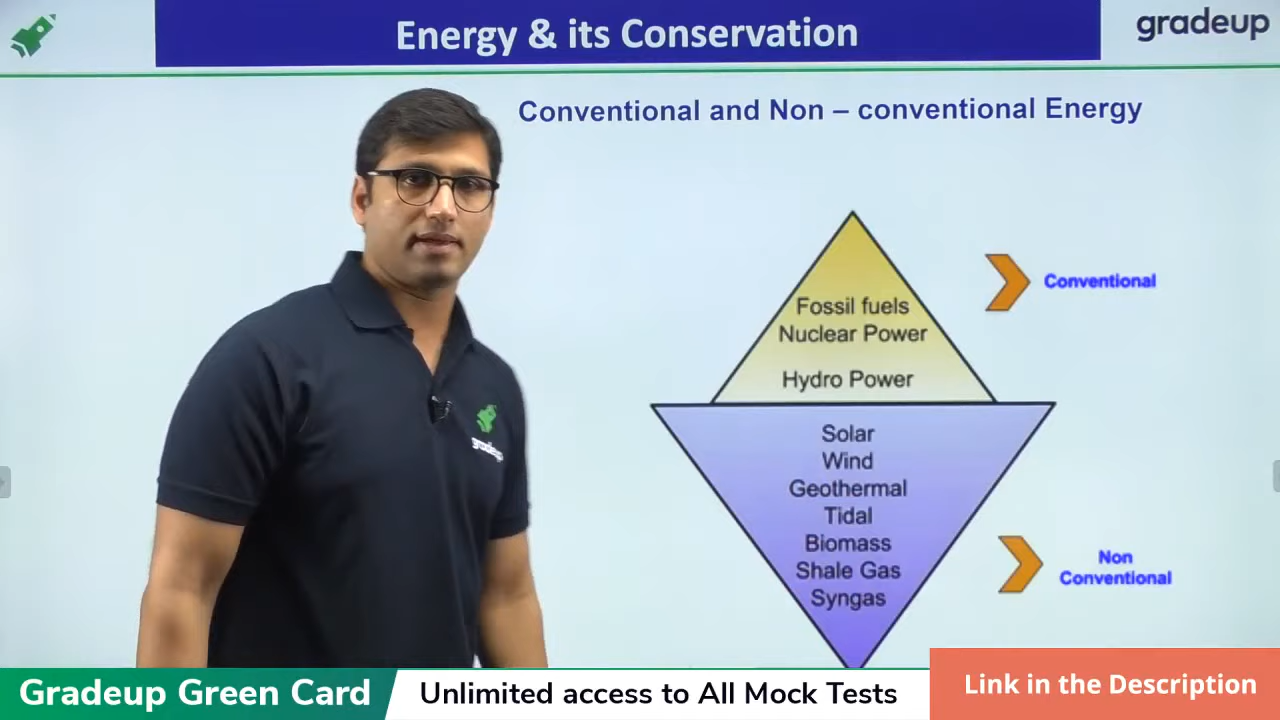 Energy & its Conservation
gradeup
Conventional and Non – conventional Energy
Conventional
Fossil fuels
Nuclear Power
Hydro Power
Solar
Wind
Geothermal
Tidal
Biomass
Shale Gas
Syngas
Non
Conventional
gradeup
Gradeup Green Card
Unlimited access to All Mock Tests
Link in the Description